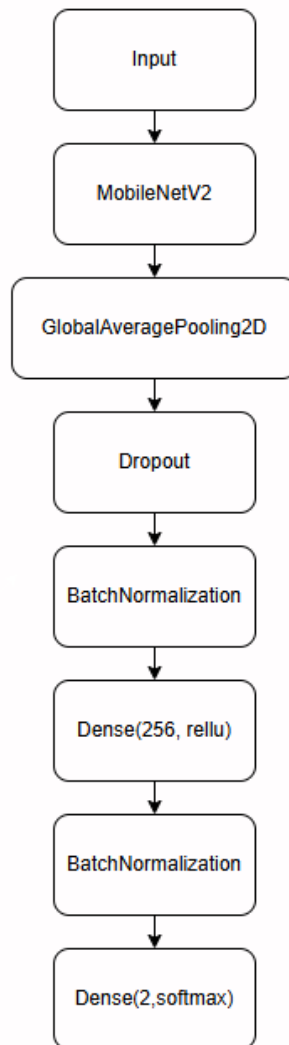 Input
MobileNetV2
GlobalAveragePooling2D
Dropout
BatchNormalization
Dense(256, rellu)
BatchNormalization
Dense(2,softmax)